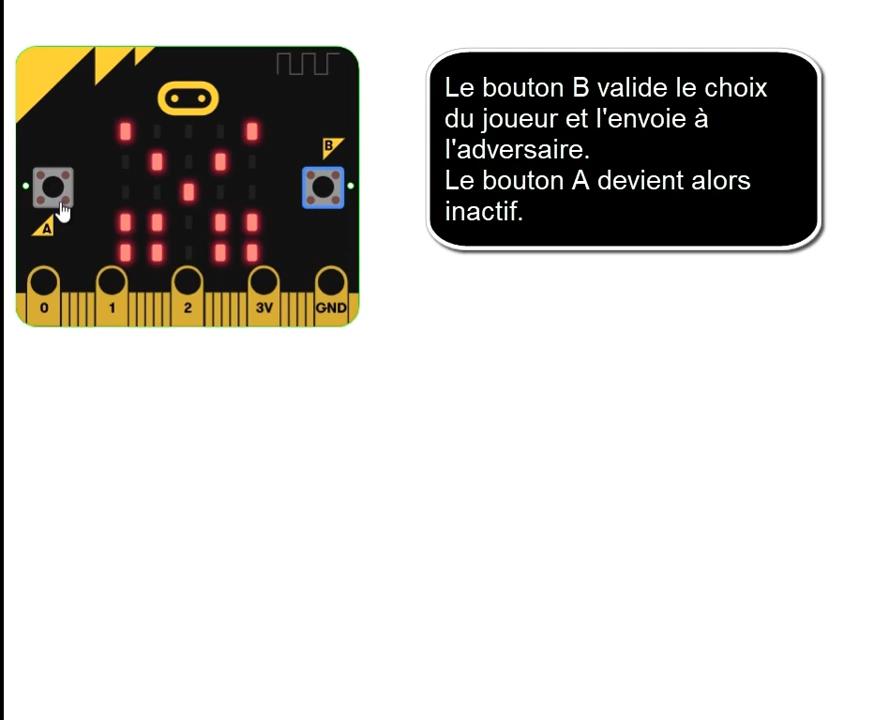 B
A
0 1 2 3V GND
Le bouton B valide le choix
du joueur et l'envoie à
l'adversaire.
Le bouton A devient alors
inactif.